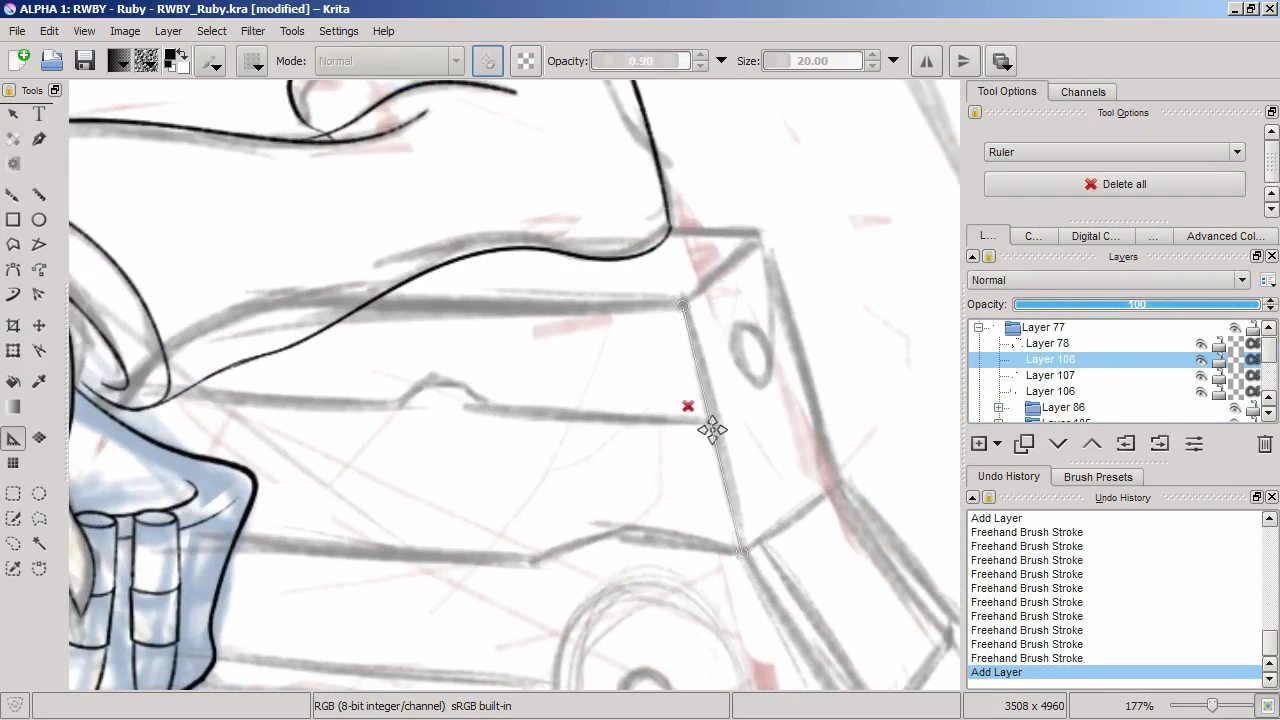 ALPHA 1: RWBY - Ruby - RWBY_Ruby.kra [modified] – Krita
File Edit View Image Layer Select Filter Tools Settings Help
Mode: Normal Opacity: 0.90 Size: 20.00
Tools
Tool Options Channels
Tool Options
Ruler
Delete all
L... C... Digital C... ... Advanced Col...
Layers
Normal
Opacity: 100
Layer 77
Layer 78
Layer 108
Layer 107
Layer 106
Layer 86
Undo History Brush Presets
Undo History
Add Layer
Freehand Brush Stroke
Freehand Brush Stroke
Freehand Brush Stroke
Freehand Brush Stroke
Freehand Brush Stroke
Freehand Brush Stroke
Freehand Brush Stroke
Freehand Brush Stroke
Freehand Brush Stroke
Freehand Brush Stroke
Add Layer
RGB (8-bit integer/channel) sRGB built-in 3508 x 4960 177%